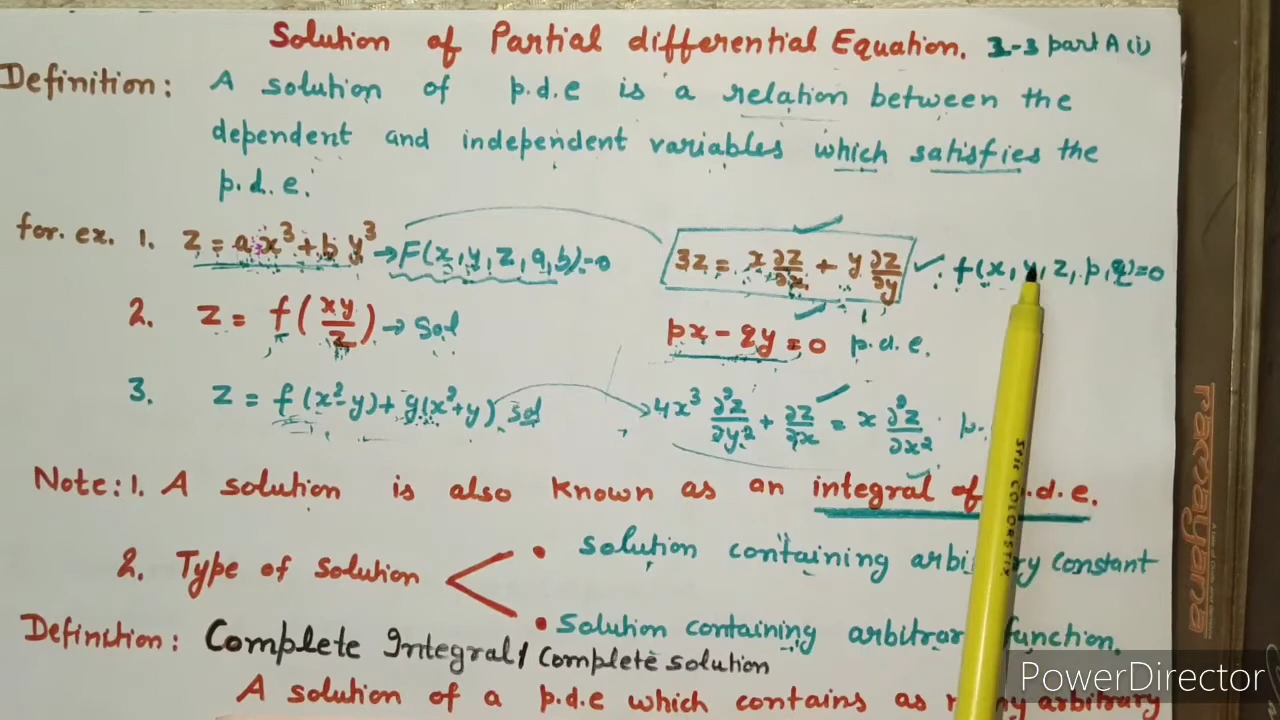 Solution of Partial differential Equation. 3-3 part A (i)
Definition: A solution of p.d.e is a relation between the
dependent and independent variables which satisfies the
p.d.e.
for. ex. 1. z = ax³ + by³ → F(x, y, z, a, b) = 0 3z = x ∂z/∂x + y ∂z/∂y ✓. f(x, y, z, p, q) = 0
2. z = f(xy/z) → Sol px - qy = 0 p.d.e.
3. z = f(x²-y) + g(x²+y) sol 4x³ ∂²z/∂y² + ∂z/∂x = x ∂²z/∂x² p.
Note: 1. A solution is also known as an integral of p.d.e.
2. Type of Solution
• solution containing arbitrary constant
• Solution containing arbitrary function.
Definition: Complete Integral / Complete solution
A solution of a p.d.e which contains as many arbitrary
PowerDirector